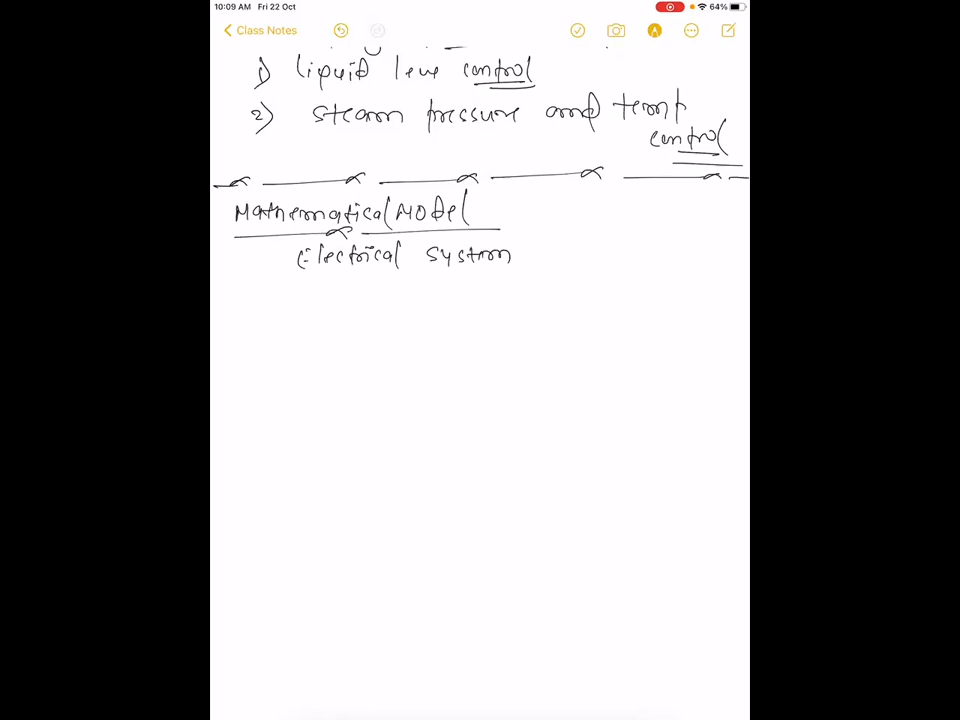 10:09 AM Fri 22 Oct
64%
Class Notes
1) liquid leve control
2) steam pressure and temp
control
Mathematical Model
Electrical system